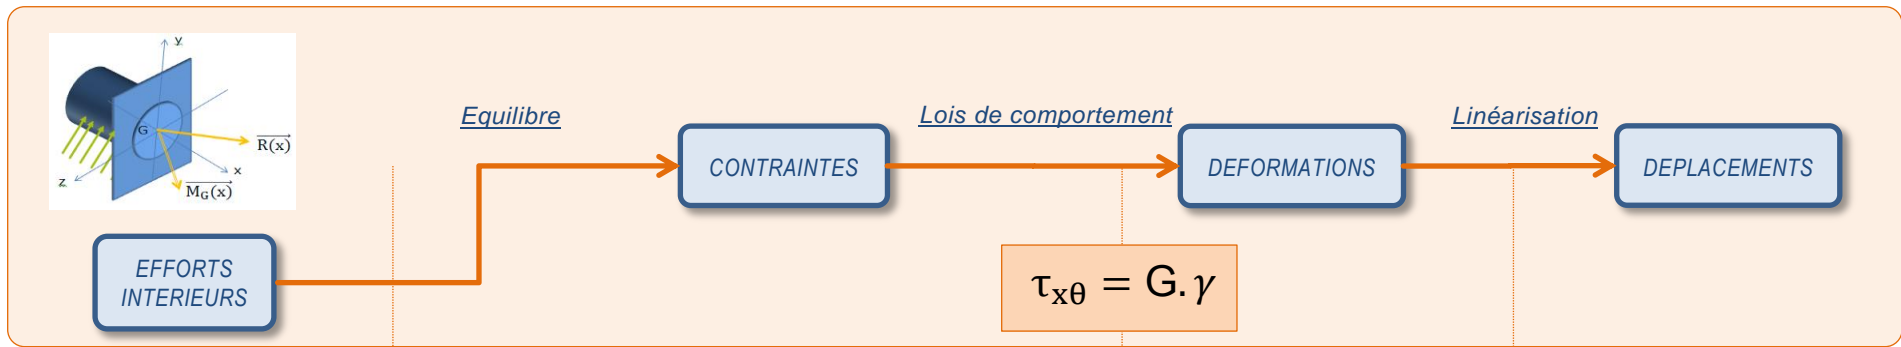 y
G
R(x)
x
z
M_G(x)
Equilibre
Lois de comportement
Linéarisation
CONTRAINTES
DEFORMATIONS
DEPLACEMENTS
EFFORTS
INTERIEURS
τ_xθ = G.γ